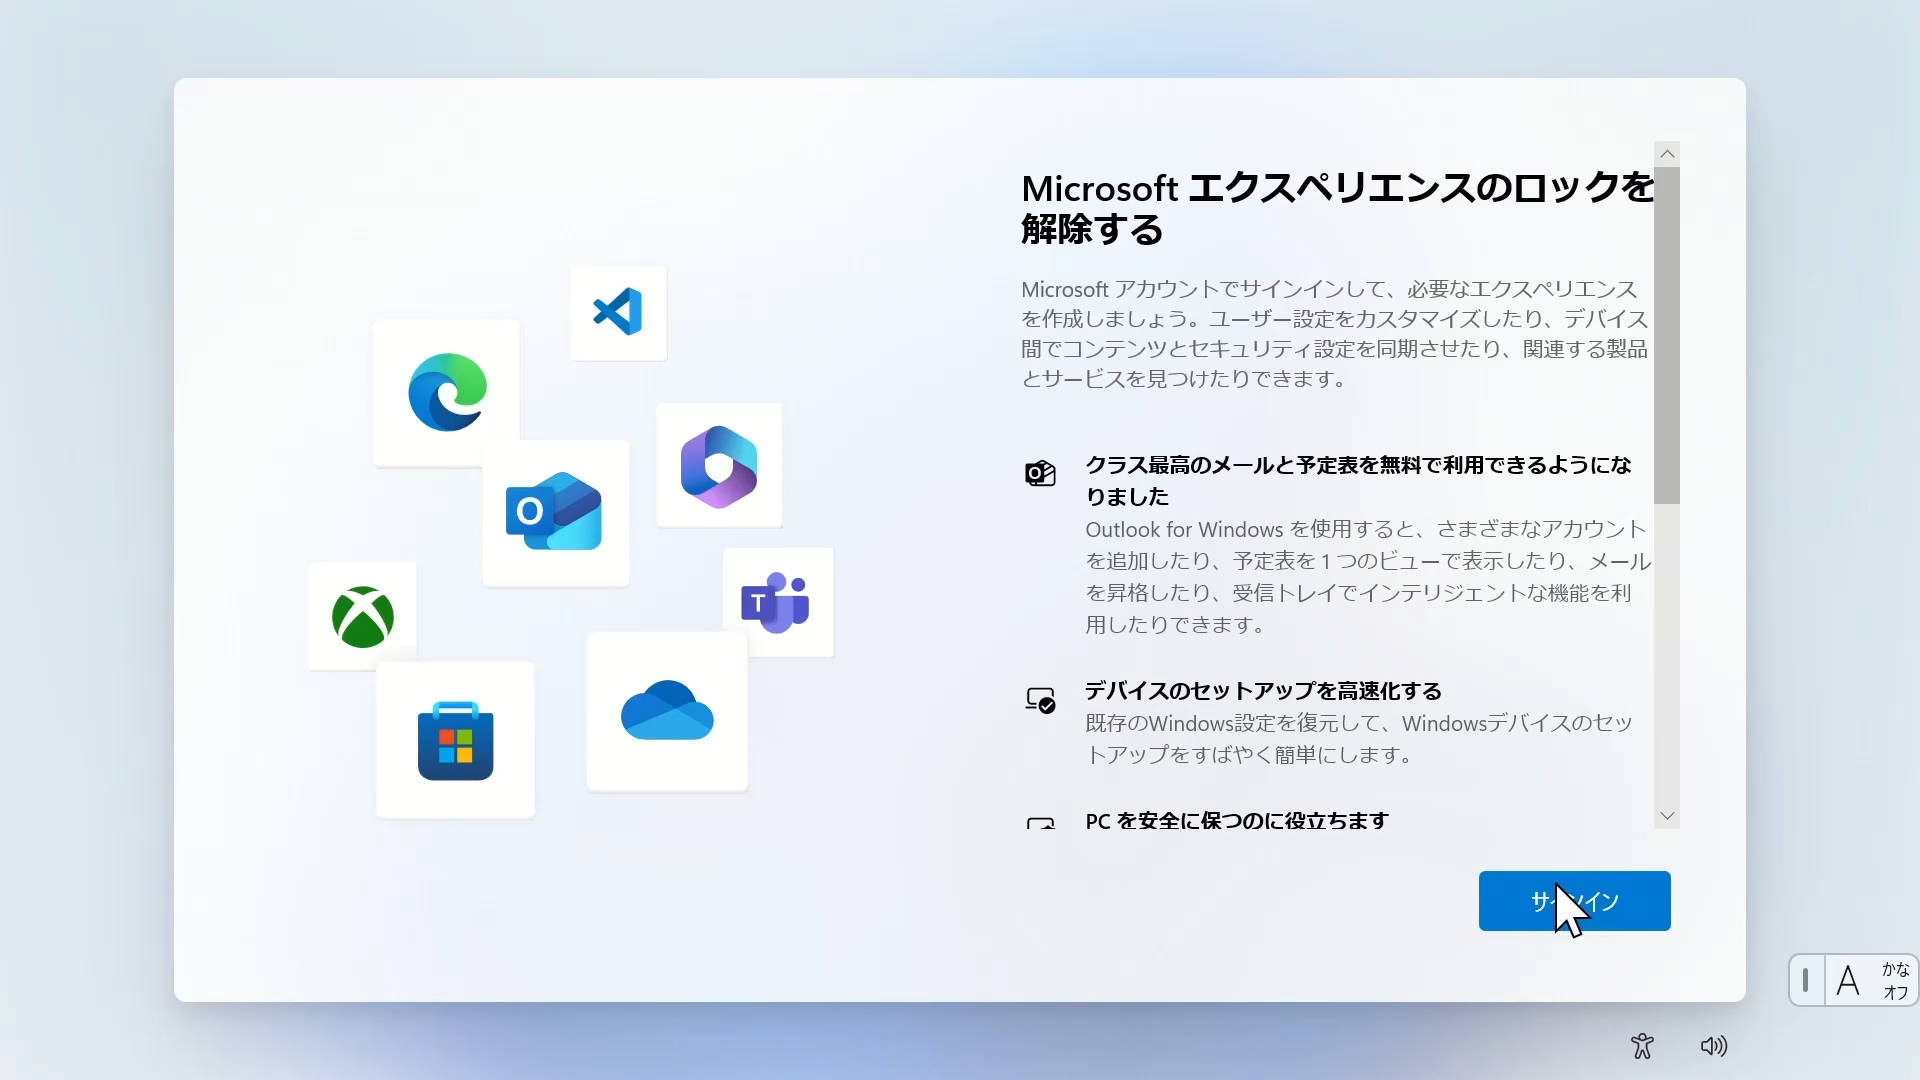 Microsoft エクスペリエンスのロックを
解除する
Microsoft アカウントでサインインして、必要なエクスペリエンス
を作成しましょう。ユーザー設定をカスタマイズしたり、デバイス
間でコンテンツとセキュリティ設定を同期させたり、関連する製品
とサービスを見つけたりできます。
クラス最高のメールと予定表を無料で利用できるようにな
りました
Outlook for Windows を使用すると、さまざまなアカウント
を追加したり、予定表を 1 つのビューで表示したり、メール
を昇格したり、受信トレイでインテリジェントな機能を利
用したりできます。
デバイスのセットアップを高速化する
既存のWindows設定を復元して、Windowsデバイスのセッ
トアップをすばやく簡単にします。
PC を安全に保つのに役立ちます
サインイン
A
かな
オフ
O
T